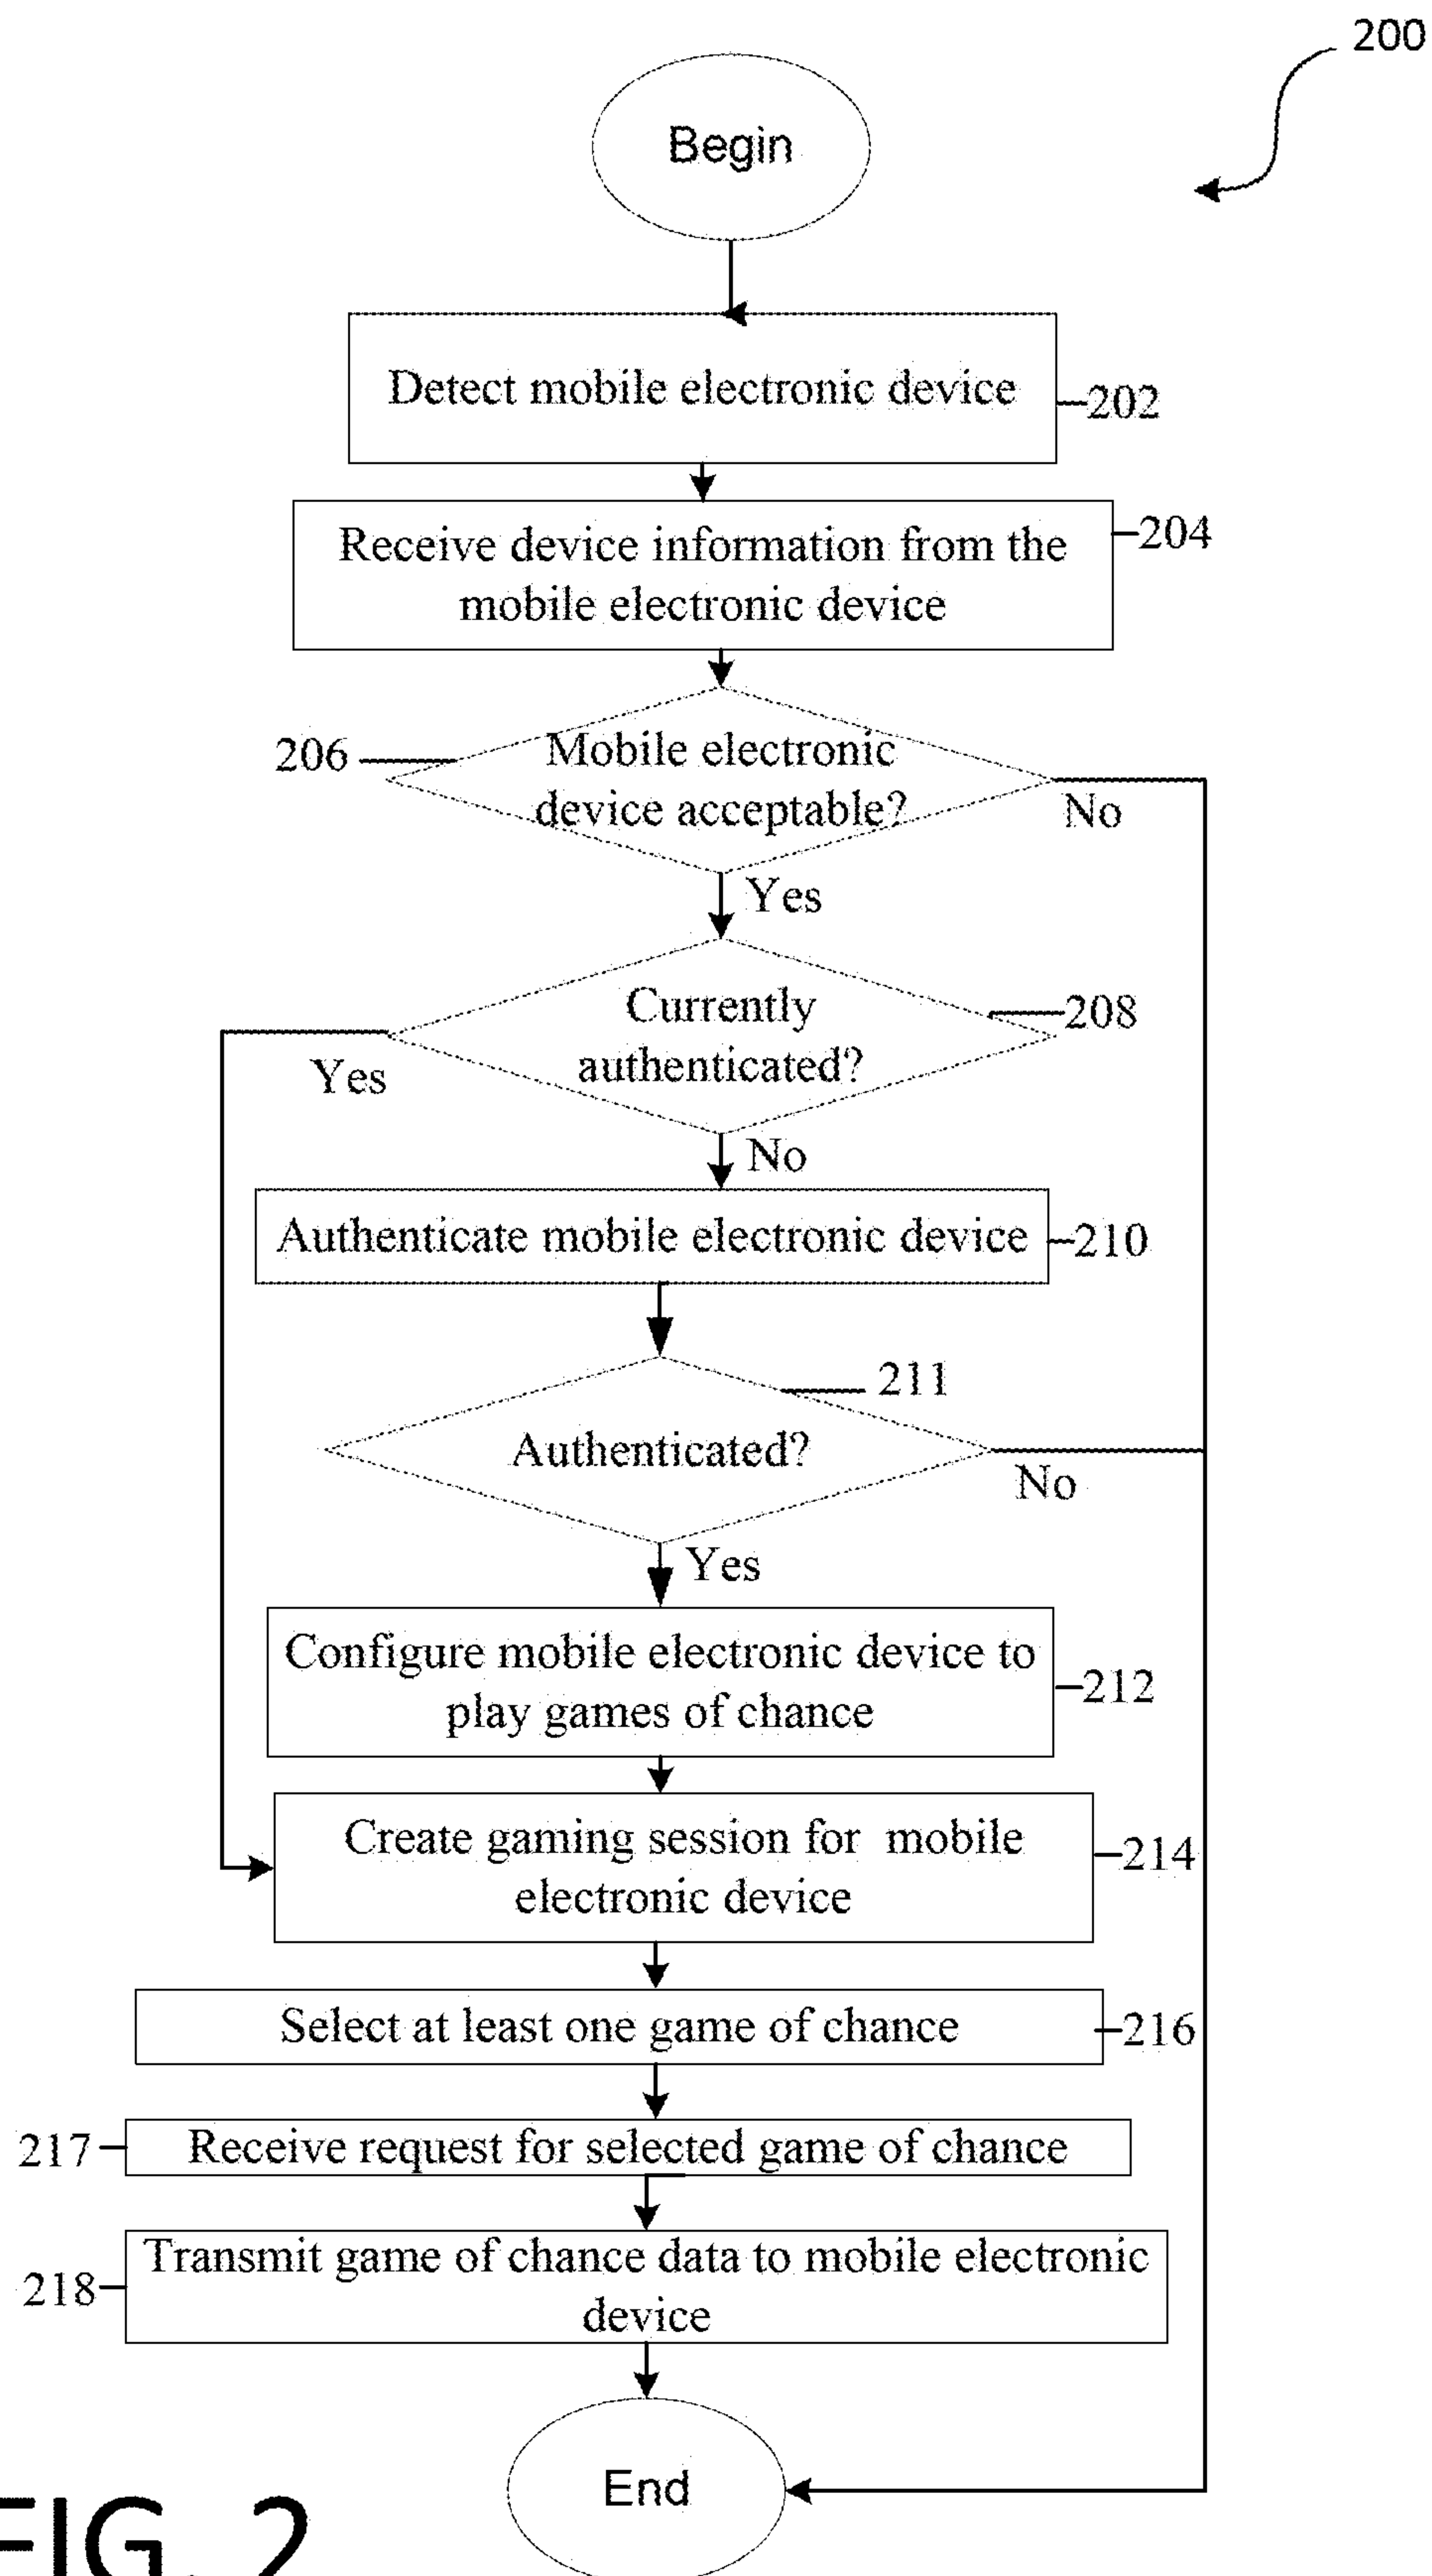 200
Begin
Detect mobile electronic device
202
Receive device information from the
mobile electronic device
204
206
Mobile electronic
device acceptable?
No
Yes
Currently
authenticated?
208
Yes
No
Authenticate mobile electronic device
210
211
Authenticated?
No
Yes
Configure mobile electronic device to
play games of chance
212
Create gaming session for mobile
electronic device
214
Select at least one game of chance
216
217
Receive request for selected game of chance
Transmit game of chance data to mobile electronic
device
218
End
FIG. 2